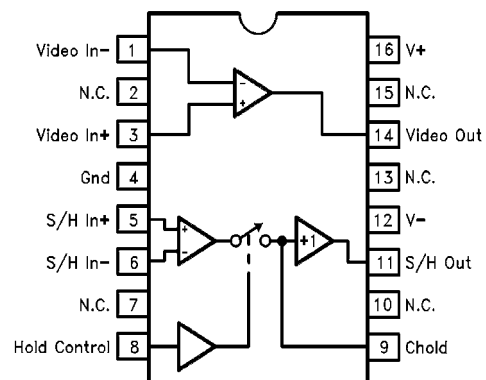 Video In- 1
16 V+
N.C. 2
-
15 N.C.
Video In+ 3
+
14 Video Out
Gnd 4
13 N.C.
S/H In+ 5
+
12 V-
S/H In- 6
-
+1
11 S/H Out
N.C. 7
10 N.C.
Hold Control 8
9 Chold